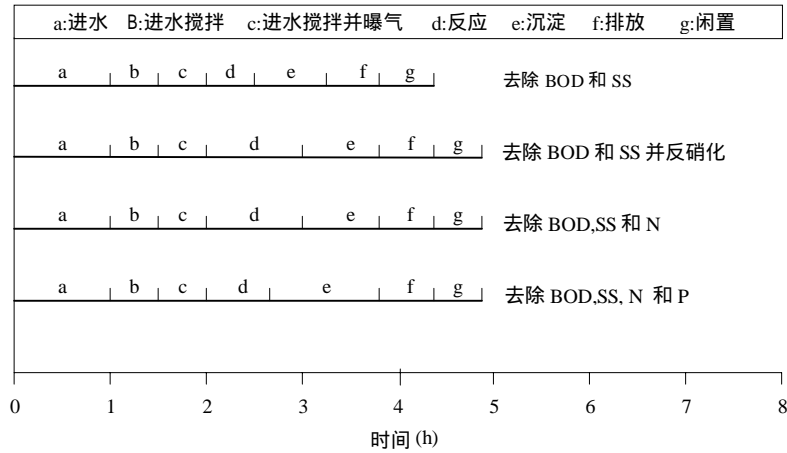 a:进水 B:进水搅拌 c:进水搅拌并曝气 d:反应 e:沉淀 f:排放 g:闲置
a b c d e f g 去除 BOD 和 SS
a b c d e f g 去除 BOD 和 SS 并反硝化
a b c d e f g 去除 BOD,SS 和 N
a b c d e f g 去除 BOD,SS, N 和 P
0 1 2 3 4 5 6 7 8
时间 (h)